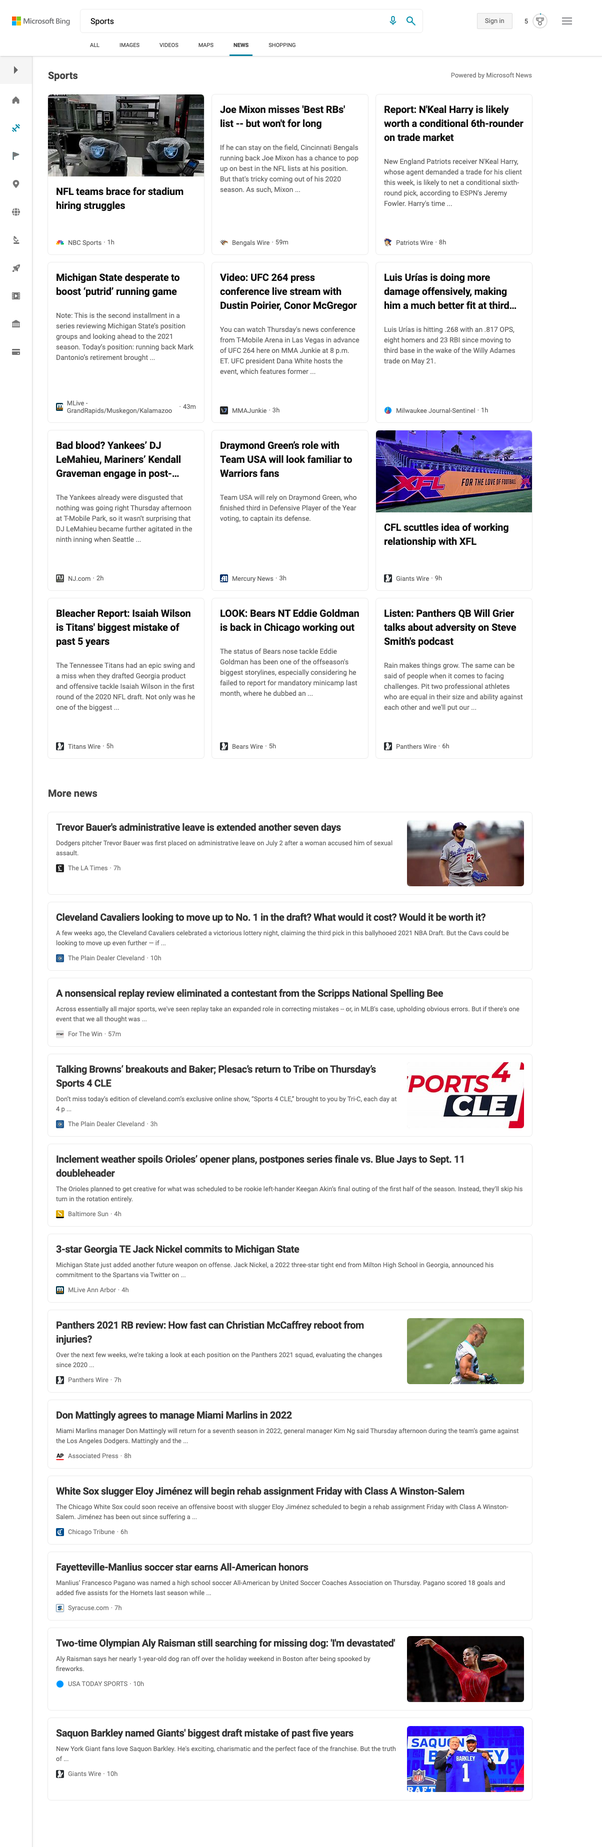 Microsoft Bing
Sports
Sign in
5
ALL
IMAGES
VIDEOS
MAPS
NEWS
SHOPPING
Sports
Powered by Microsoft News
NFL teams brace for stadium
hiring struggles
NBC Sports · 1h
Joe Mixon misses 'Best RBs'
list -- but won't for long
If he can stay on the field, Cincinnati Bengals
running back Joe Mixon has a chance to pop
up on best in the NFL lists at his position.
But that's tricky coming out of his 2020
season. As such, Mixon ...
Bengals Wire · 59m
Report: N'Keal Harry is likely
worth a conditional 6th-rounder
on trade market
New England Patriots receiver N'Keal Harry,
whose agent demanded a trade for his client
this week, is likely to net a conditional sixth-
round pick, according to ESPN's Jeremy
Fowler. Harry's time ...
Patriots Wire · 8h
Michigan State desperate to
boost 'putrid' running game
Note: This is the second installment in a
series reviewing Michigan State's position
groups and looking ahead to the 2021
season. Today's position: running back Mark
Dantonio's retirement brought ...
MLive -
GrandRapids/Muskegon/Kalamazoo · 43m
Video: UFC 264 press
conference live stream with
Dustin Poirier, Conor McGregor
You can watch Thursday's news conference
from T-Mobile Arena in Las Vegas in advance
of UFC 264 here on MMA Junkie at 8 p.m.
ET. UFC president Dana White hosts the
event, which features former ...
MMAJunkie · 3h
Luis Urías is doing more
damage offensively, making
him a much better fit at third...
Luis Urías is hitting .268 with an .817 OPS,
eight homers and 23 RBI since moving to
third base in the wake of the Willy Adames
trade on May 21.
Milwaukee Journal-Sentinel · 1h
Bad blood? Yankees' DJ
LeMahieu, Mariners' Kendall
Graveman engage in post-...
The Yankees already were disgusted that
nothing was going right Thursday afternoon
at T-Mobile Park, so it wasn't surprising that
DJ LeMahieu became further agitated in the
ninth inning when Seattle ...
NJ.com · 2h
Draymond Green's role with
Team USA will look familiar to
Warriors fans
Team USA will rely on Draymond Green, who
finished third in Defensive Player of the Year
voting, to captain its defense.
Mercury News · 3h
XFL FOR THE LOVE OF FOOTBALL
CFL scuttles idea of working
relationship with XFL
Giants Wire · 9h
Bleacher Report: Isaiah Wilson
is Titans' biggest mistake of
past 5 years
The Tennessee Titans had an epic swing and
a miss when they drafted Georgia product
and offensive tackle Isaiah Wilson in the first
round of the 2020 NFL draft. Not only was he
one of the biggest ...
Titans Wire · 5h
LOOK: Bears NT Eddie Goldman
is back in Chicago working out
The status of Bears nose tackle Eddie
Goldman has been one of the offseason's
biggest storylines, especially considering he
failed to report for mandatory minicamp last
month, where he dubbed an ...
Bears Wire · 5h
Listen: Panthers QB Will Grier
talks about adversity on Steve
Smith's podcast
Rain makes things grow. The same can be
said of people when it comes to facing
challenges. Pit two professional athletes
who are equal in their size and ability against
each other and we'll put our ...
Panthers Wire · 6h
More news
Trevor Bauer's administrative leave is extended another seven days
Dodgers pitcher Trevor Bauer was first placed on administrative leave on July 2 after a woman accused him of sexual
assault.
The LA Times · 7h
Cleveland Cavaliers looking to move up to No. 1 in the draft? What would it cost? Would it be worth it?
A few weeks ago, the Cleveland Cavaliers celebrated a victorious lottery night, claiming the third pick in this ballyhooed 2021 NBA Draft. But the Cavs could be
looking to move up even further — if ...
The Plain Dealer Cleveland · 10h
A nonsensical replay review eliminated a contestant from the Scripps National Spelling Bee
Across essentially all major sports, we've seen replay take an expanded role in correcting mistakes – or, in MLB's case, upholding obvious errors. But if there's one
event that we all thought was ...
For The Win · 57m
Talking Browns' breakouts and Baker; Plesac's return to Tribe on Thursday's
Sports 4 CLE
Don't miss today's edition of cleveland.com's exclusive online show, "Sports 4 CLE," brought to you by Tri-C, each day at
4 p ...
The Plain Dealer Cleveland · 3h
PORTS 4
CLE
Inclement weather spoils Orioles' opener plans, postpones series finale vs. Blue Jays to Sept. 11
doubleheader
The Orioles planned to get creative for what was scheduled to be rookie left-hander Keegan Akin's final outing of the first half of the season. Instead, they'll skip his
turn in the rotation entirely.
Baltimore Sun · 4h
3-star Georgia TE Jack Nickel commits to Michigan State
Michigan State just added another future weapon on offense. Jack Nickel, a 2022 three-star tight end from Milton High School in Georgia, announced his
commitment to the Spartans via Twitter on ...
MLive Ann Arbor · 4h
Panthers 2021 RB review: How fast can Christian McCaffrey reboot from
injuries?
Over the next few weeks, we're taking a look at each position on the Panthers 2021 squad, evaluating the changes
since 2020 ...
Panthers Wire · 7h
Don Mattingly agrees to manage Miami Marlins in 2022
Miami Marlins manager Don Mattingly will return for a seventh season in 2022, general manager Kim Ng said Thursday afternoon during the team's game against
the Los Angeles Dodgers. Mattingly and the ...
AP Associated Press · 8h
White Sox slugger Eloy Jiménez will begin rehab assignment Friday with Class A Winston-Salem
The Chicago White Sox could soon receive an offensive boost with slugger Eloy Jiménez scheduled to begin a rehab assignment Friday with Class A Winston-
Salem. Jiménez has been out since suffering a ...
Chicago Tribune · 6h
Fayetteville-Manlius soccer star earns All-American honors
Manlius' Francesco Pagano was named a high school soccer All-American by United Soccer Coaches Association on Thursday. Pagano scored 18 goals and
added five assists for the Hornets last season while ...
Syracuse.com · 7h
Two-time Olympian Aly Raisman still searching for missing dog: 'I'm devastated'
Aly Raisman says her nearly 1-year-old dog ran off over the holiday weekend in Boston after being spooked by
fireworks.
USA TODAY SPORTS · 10h
Saquon Barkley named Giants' biggest draft mistake of past five years
New York Giant fans love Saquon Barkley. He's exciting, charismatic and the perfect face of the franchise. But the truth
of ...
Giants Wire · 10h
SAQUO
BARKLEY
1